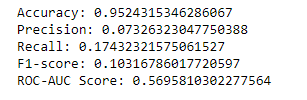 Accuracy: 0.9524315346286067
Precision: 0.07326323047750388
Recall: 0.17432321575061527
F1-score: 0.10316786017720597
ROC-AUC Score: 0.5695810302277564